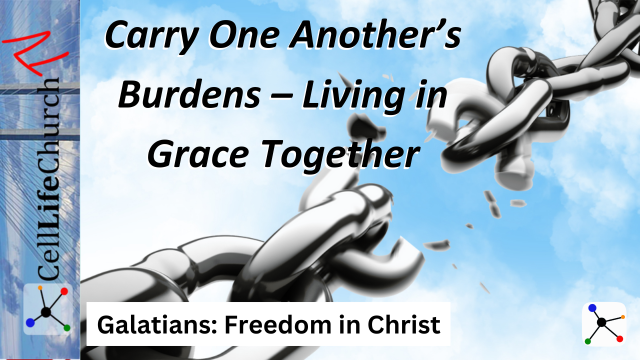 Carry One Another’s
Burdens – Living in
Grace Together
CellLifeChurch
Galatians: Freedom in Christ